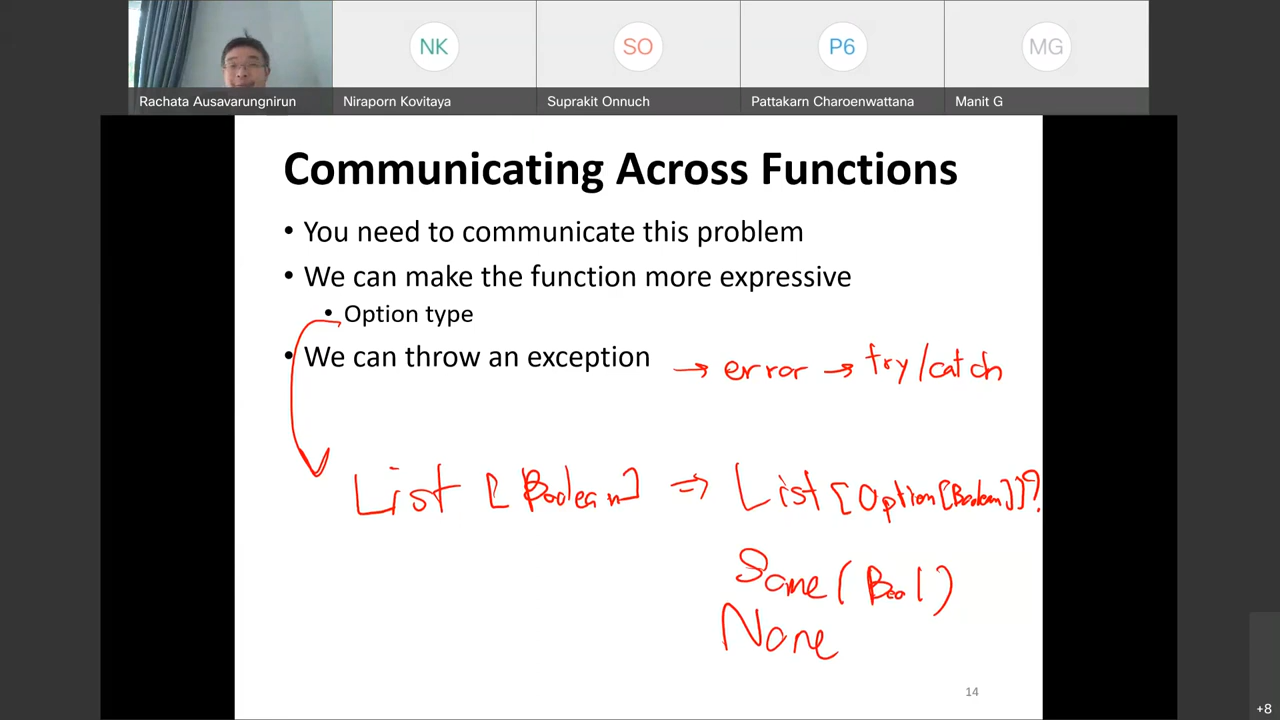 NK
SO
P6
MG
Rachata Ausavarungnirun
Niraporn Kovitaya
Suprakit Onnuch
Pattakarn Charoenwattana
Manit G
Communicating Across Functions
• You need to communicate this problem
• We can make the function more expressive
• Option type
• We can throw an exception → error → try/catch
List [Boolean] ⇒ List[Option[Boolean]]?
Some(Bool)
None
14
+8